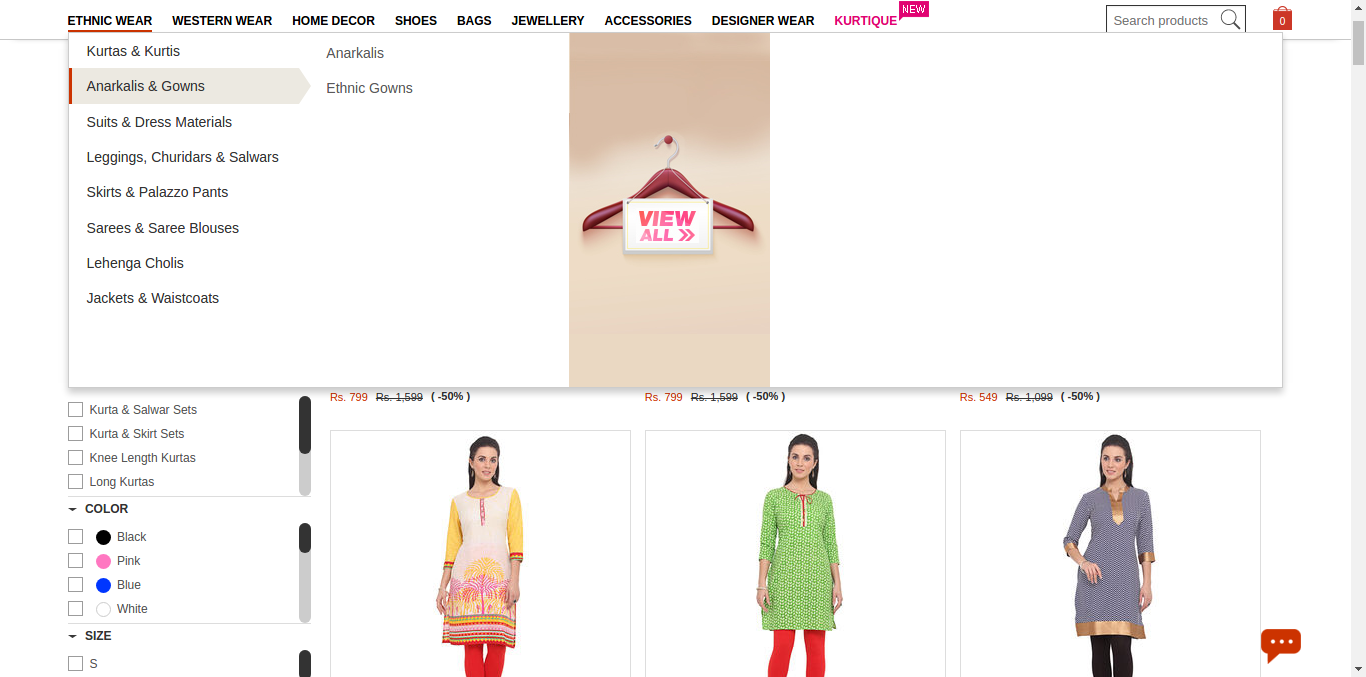 ETHNIC WEAR WESTERN WEAR HOME DECOR SHOES BAGS JEWELLERY ACCESSORIES DESIGNER WEAR KURTIQUE NEW Search products 0
Kurtas & Kurtis
Anarkalis & Gowns
Suits & Dress Materials
Leggings, Churidars & Salwars
Skirts & Palazzo Pants
Sarees & Saree Blouses
Lehenga Cholis
Jackets & Waistcoats
Anarkalis
Ethnic Gowns
VIEW
ALL
Rs. 799 Rs. 1,599 ( -50% )
Rs. 799 Rs. 1,599 ( -50% )
Rs. 549 Rs. 1,099 ( -50% )
Kurta & Salwar Sets
Kurta & Skirt Sets
Knee Length Kurtas
Long Kurtas
COLOR
Black
Pink
Blue
White
SIZE
S